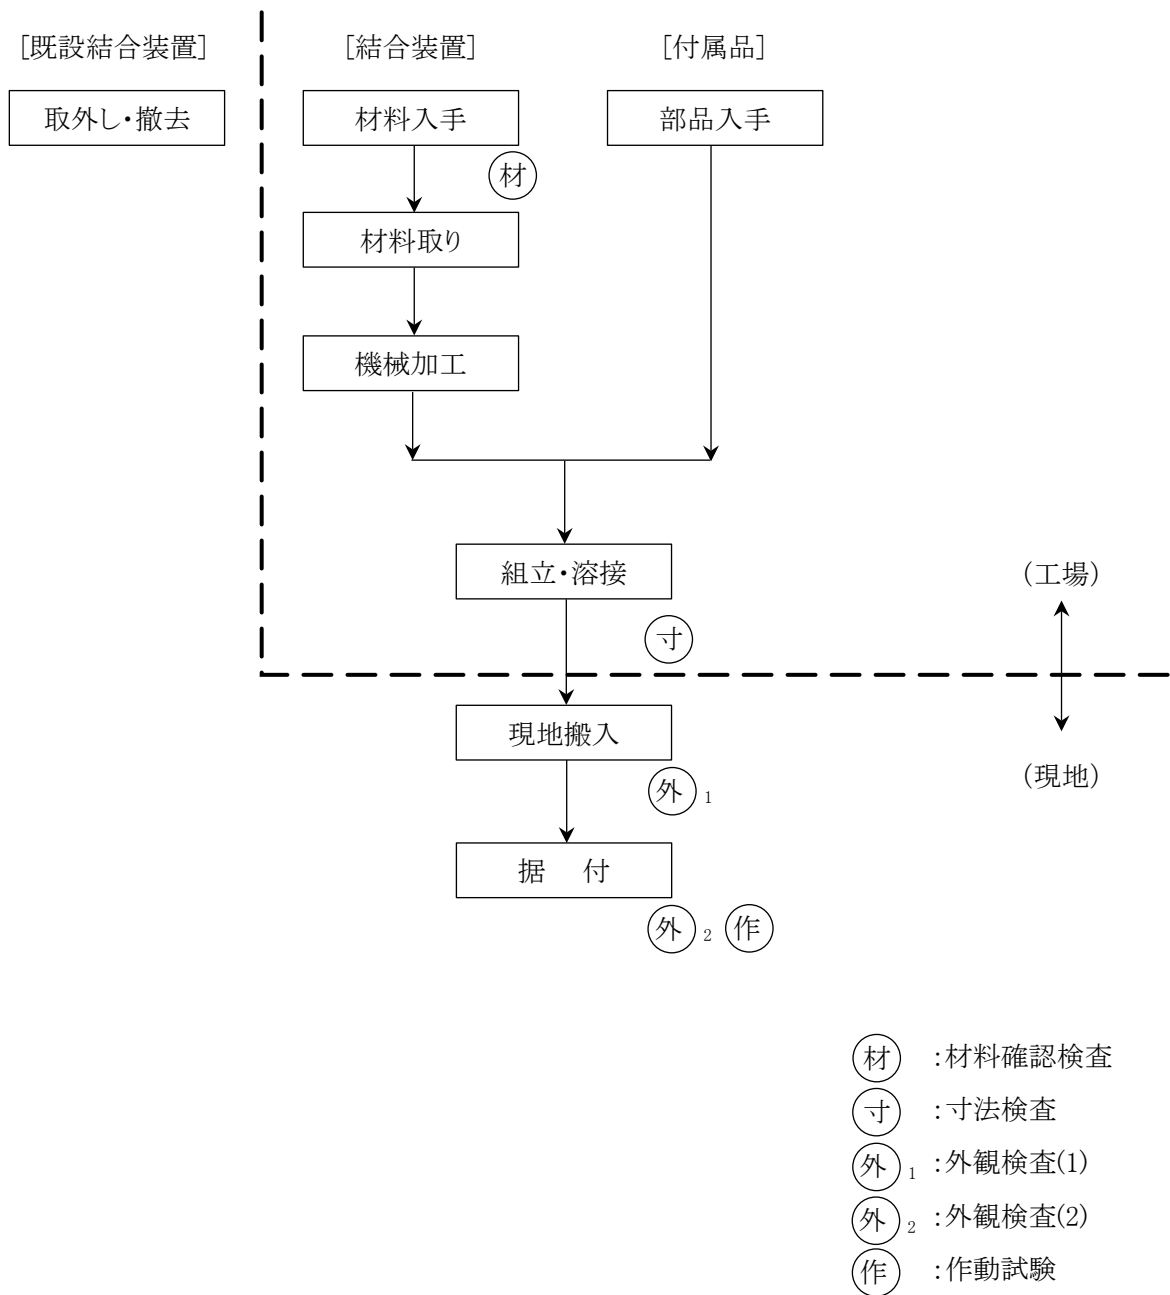 [既設結合装置] [結合装置] [付属品]
取外し・撤去 材料入手 部品入手
材
材料取り
機械加工
組立・溶接 (工場)
寸
現地搬入
外 1 (現地)
据 付
外 2 作
材 :材料確認検査
寸 :寸法検査
外 1 :外観検査(1)
外 2 :外観検査(2)
作 :作動試験